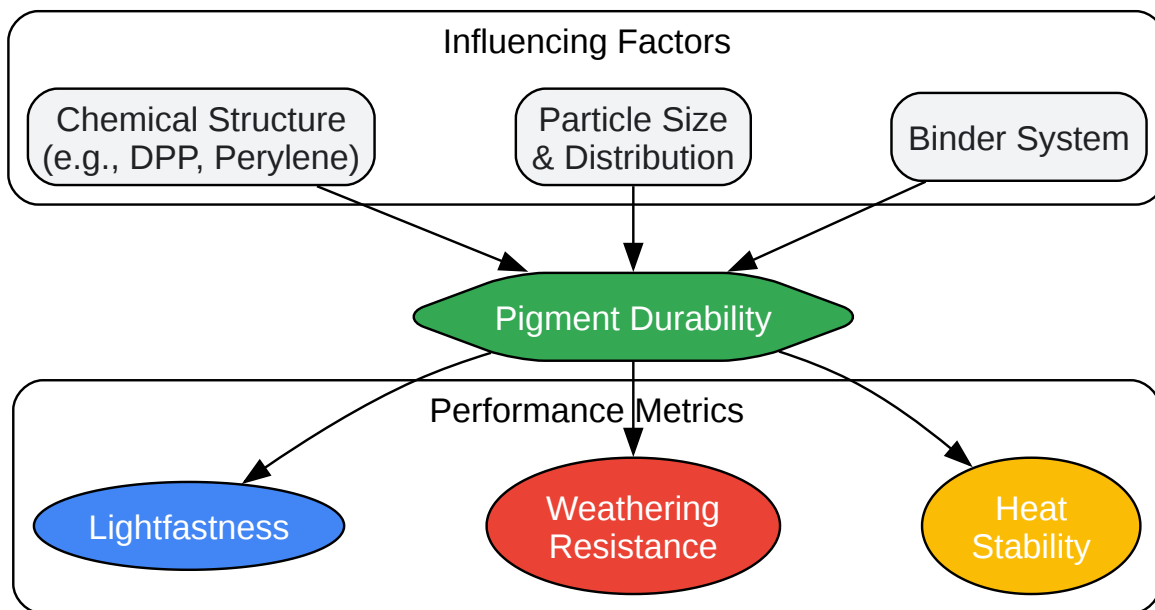 Influencing Factors
Chemical Structure
(e.g., DPP, Perylene)
Particle Size
& Distribution
Binder System
Pigment Durability
Performance Metrics
Lightfastness
Weathering
Resistance
Heat
Stability